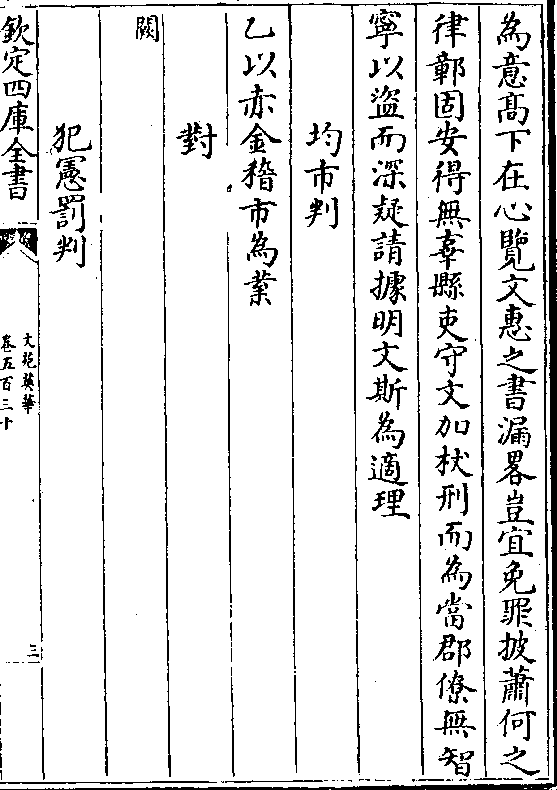 為意髙下在心覽文惠之書漏畧豈宜免罪披蕭何之
律鄣固安得無辜縣吏守文加杖刑而為當郡僚無智
寧以盜而深疑請據明文斯為適理
均市判
乙以赤金稽市為業
對
闕
犯憲罰判
欽定四庫全書
文苑英華
卷五百三十
三